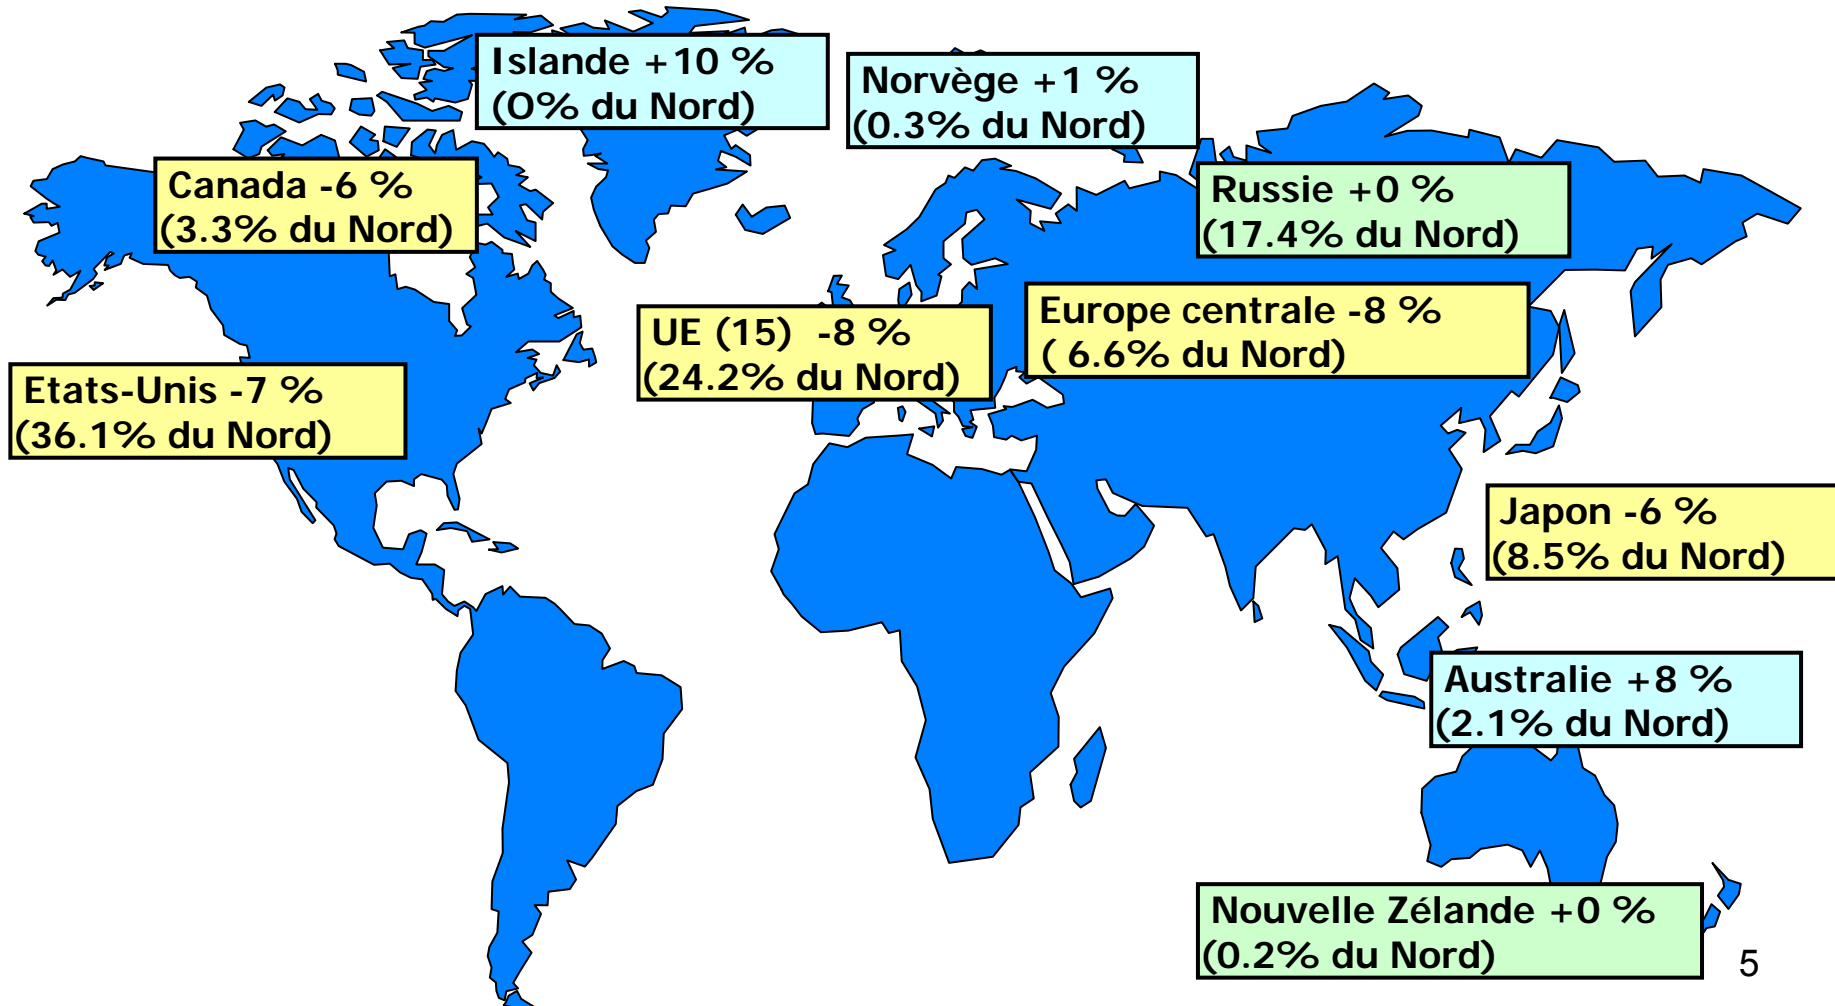 Islande +10 %
(O% du Nord)
Norvège +1 %
(0.3% du Nord)
Canada -6 %
(3.3% du Nord)
Russie +0 %
(17.4% du Nord)
UE (15) -8 %
(24.2% du Nord)
Europe centrale -8 %
( 6.6% du Nord)
Etats-Unis -7 %
(36.1% du Nord)
Japon -6 %
(8.5% du Nord)
Australie +8 %
(2.1% du Nord)
Nouvelle Zélande +0 %
(0.2% du Nord)
5